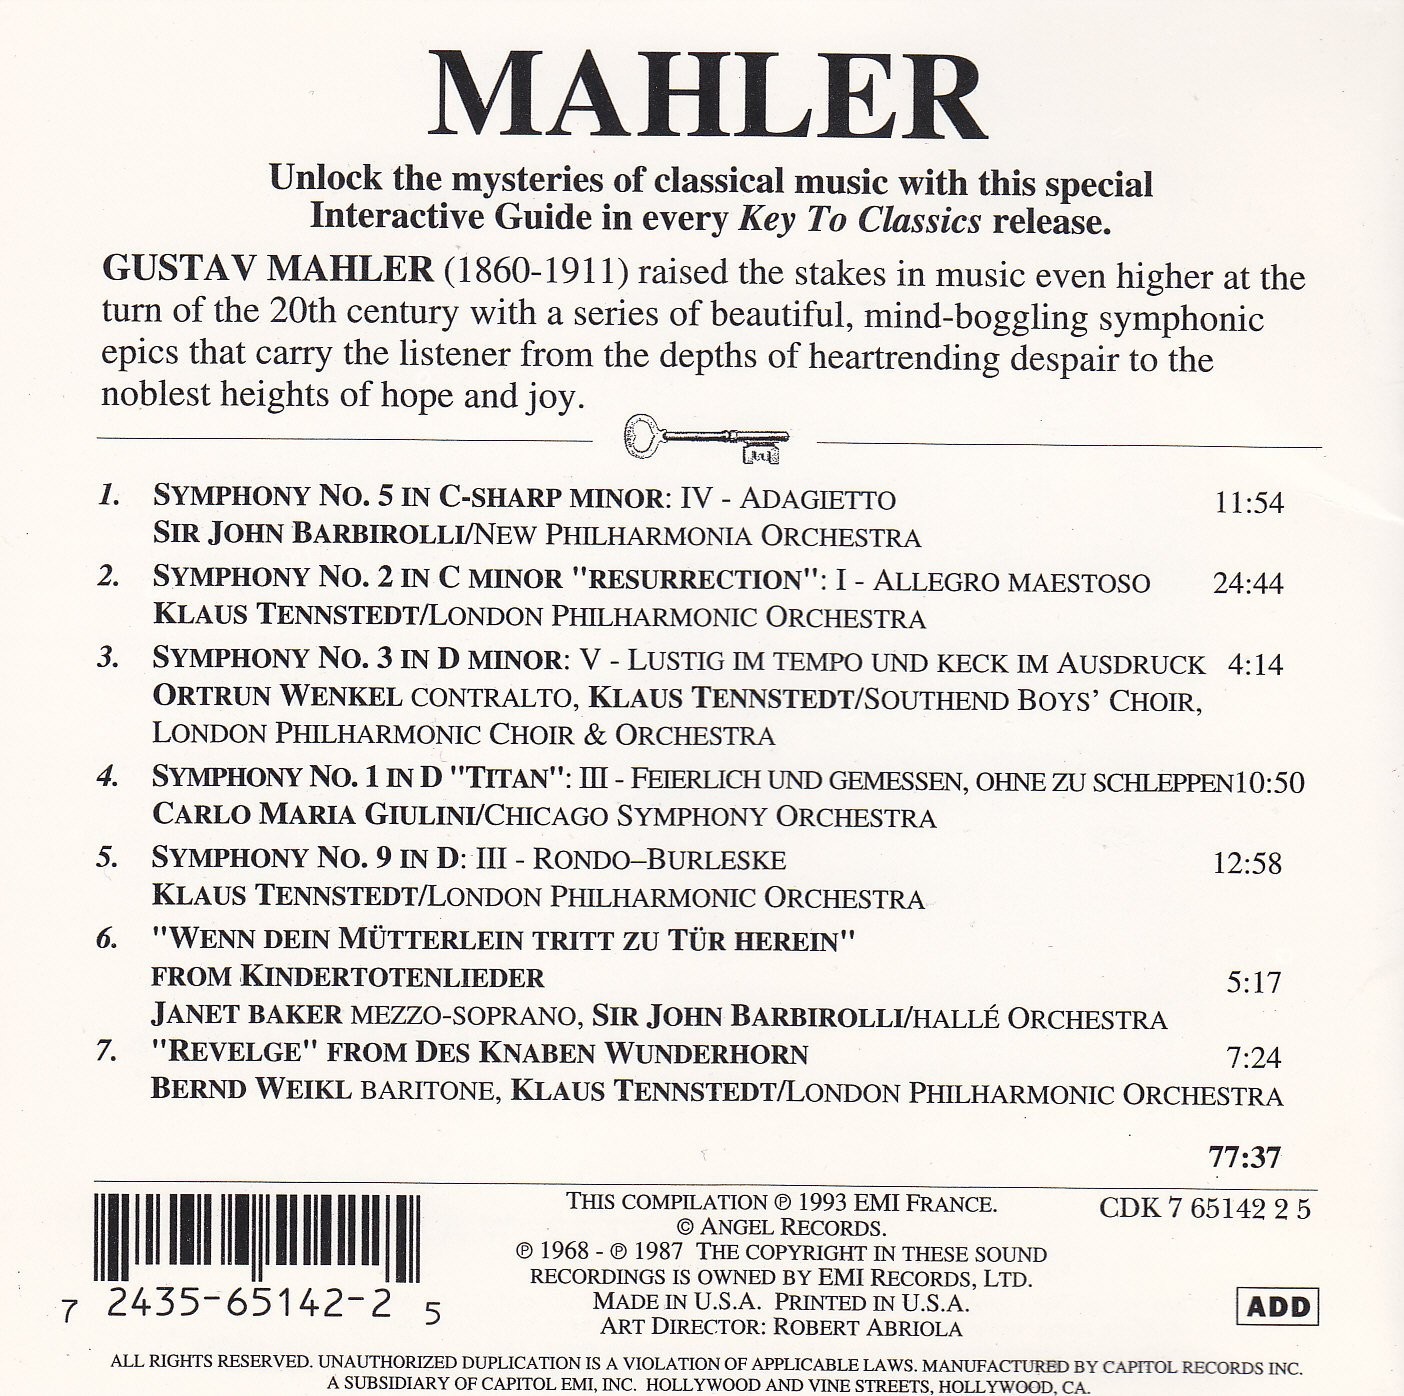 MAHLER
Unlock the mysteries of classical music with this special
Interactive Guide in every Key To Classics release.
GUSTAV MAHLER (1860-1911) raised the stakes in music even higher at the
turn of the 20th century with a series of beautiful, mind-boggling symphonic
epics that carry the listener from the depths of heartrending despair to the
noblest heights of hope and joy.
1. SYMPHONY NO. 5 IN C-SHARP MINOR: IV - ADAGIETTO 11:54
SIR JOHN BARBIROLLI/NEW PHILHARMONIA ORCHESTRA
2. SYMPHONY NO. 2 IN C MINOR "RESURRECTION": I - ALLEGRO MAESTOSO 24:44
KLAUS TENNSTEDT/LONDON PHILHARMONIC ORCHESTRA
3. SYMPHONY NO. 3 IN D MINOR: V - LUSTIG IM TEMPO UND KECK IM AUSDRUCK 4:14
ORTRUN WENKEL CONTRALTO, KLAUS TENNSTEDT/SOUTHEND BOYS' CHOIR,
LONDON PHILHARMONIC CHOIR & ORCHESTRA
4. SYMPHONY NO. 1 IN D "TITAN": III - FEIERLICH UND GEMESSEN, OHNE ZU SCHLEPPEN10:50
CARLO MARIA GIULINI/CHICAGO SYMPHONY ORCHESTRA
5. SYMPHONY NO. 9 IN D: III - RONDO–BURLESKE 12:58
KLAUS TENNSTEDT/LONDON PHILHARMONIC ORCHESTRA
6. "WENN DEIN MÜTTERLEIN TRITT ZU TÜR HEREIN"
FROM KINDERTOTENLIEDER 5:17
JANET BAKER MEZZO-SOPRANO, SIR JOHN BARBIROLLI/HALLÉ ORCHESTRA
7. "REVELGE" FROM DES KNABEN WUNDERHORN 7:24
BERND WEIKL BARITONE, KLAUS TENNSTEDT/LONDON PHILHARMONIC ORCHESTRA
77:37
THIS COMPILATION ℗ 1993 EMI FRANCE.
© ANGEL RECORDS.
℗ 1968 - ℗ 1987 THE COPYRIGHT IN THESE SOUND
RECORDINGS IS OWNED BY EMI RECORDS, LTD.
MADE IN U.S.A. PRINTED IN U.S.A.
ART DIRECTOR: ROBERT ABRIOLA
CDK 7 65142 2 5
7 2435-65142-2 5
ADD
ALL RIGHTS RESERVED. UNAUTHORIZED DUPLICATION IS A VIOLATION OF APPLICABLE LAWS. MANUFACTURED BY CAPITOL RECORDS INC.
A SUBSIDIARY OF CAPITOL EMI, INC. HOLLYWOOD AND VINE STREETS, HOLLYWOOD, CA.